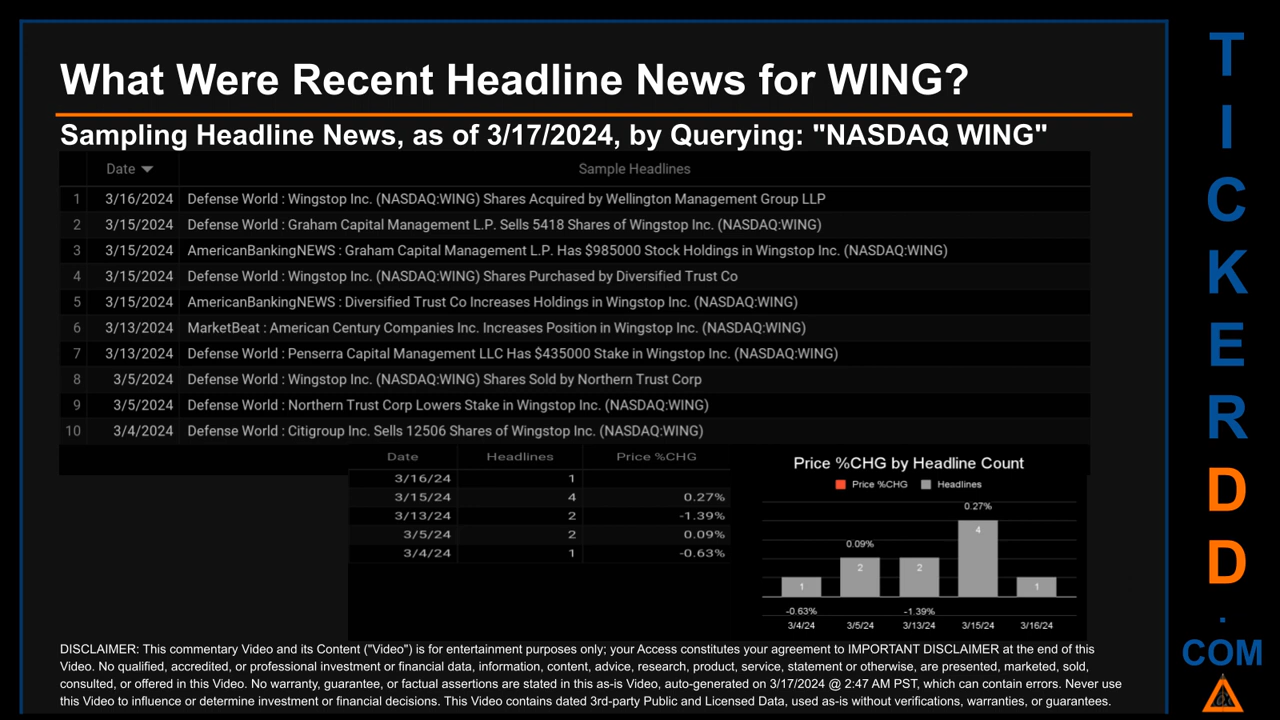 What Were Recent Headline News for WING?
Sampling Headline News, as of 3/17/2024, by Querying: "NASDAQ WING"
Date Sample Headlines
1 3/16/2024 Defense World : Wingstop Inc. (NASDAQ:WING) Shares Acquired by Wellington Management Group LLP
2 3/15/2024 Defense World : Graham Capital Management L.P. Sells 5418 Shares of Wingstop Inc. (NASDAQ:WING)
3 3/15/2024 AmericanBankingNEWS : Graham Capital Management L.P. Has $985000 Stock Holdings in Wingstop Inc. (NASDAQ:WING)
4 3/15/2024 Defense World : Wingstop Inc. (NASDAQ:WING) Shares Purchased by Diversified Trust Co
5 3/15/2024 AmericanBankingNEWS : Diversified Trust Co Increases Holdings in Wingstop Inc. (NASDAQ:WING)
6 3/13/2024 MarketBeat : American Century Companies Inc. Increases Position in Wingstop Inc. (NASDAQ:WING)
7 3/13/2024 Defense World : Penserra Capital Management LLC Has $435000 Stake in Wingstop Inc. (NASDAQ:WING)
8 3/5/2024 Defense World : Wingstop Inc. (NASDAQ:WING) Shares Sold by Northern Trust Corp
9 3/5/2024 Defense World : Northern Trust Corp Lowers Stake in Wingstop Inc. (NASDAQ:WING)
10 3/4/2024 Defense World : Citigroup Inc. Sells 12506 Shares of Wingstop Inc. (NASDAQ:WING)
Date Headlines Price %CHG
3/16/24 1
3/15/24 4 0.27%
3/13/24 2 -1.39%
3/5/24 2 0.09%
3/4/24 1 -0.63%
Price %CHG by Headline Count
Price %CHG Headlines
0.27%
4
0.09%
2 2
1 1
-0.63% -1.39%
3/4/24 3/5/24 3/13/24 3/15/24 3/16/24
DISCLAIMER: This commentary Video and its Content ("Video") is for entertainment purposes only; your Access constitutes your agreement to IMPORTANT DISCLAIMER at the end of this
Video. No qualified, accredited, or professional investment or financial data, information, content, advice, research, product, service, statement or otherwise, are presented, marketed, sold,
consulted, or offered in this Video. No warranty, guarantee, or factual assertions are stated in this as-is Video, auto-generated on 3/17/2024 @ 2:47 AM PST, which can contain errors. Never use
this Video to influence or determine investment or financial decisions. This Video contains dated 3rd-party Public and Licensed Data, used as-is without verifications, warranties, or guarantees.
T
I
C
K
E
R
D
D
.
COM